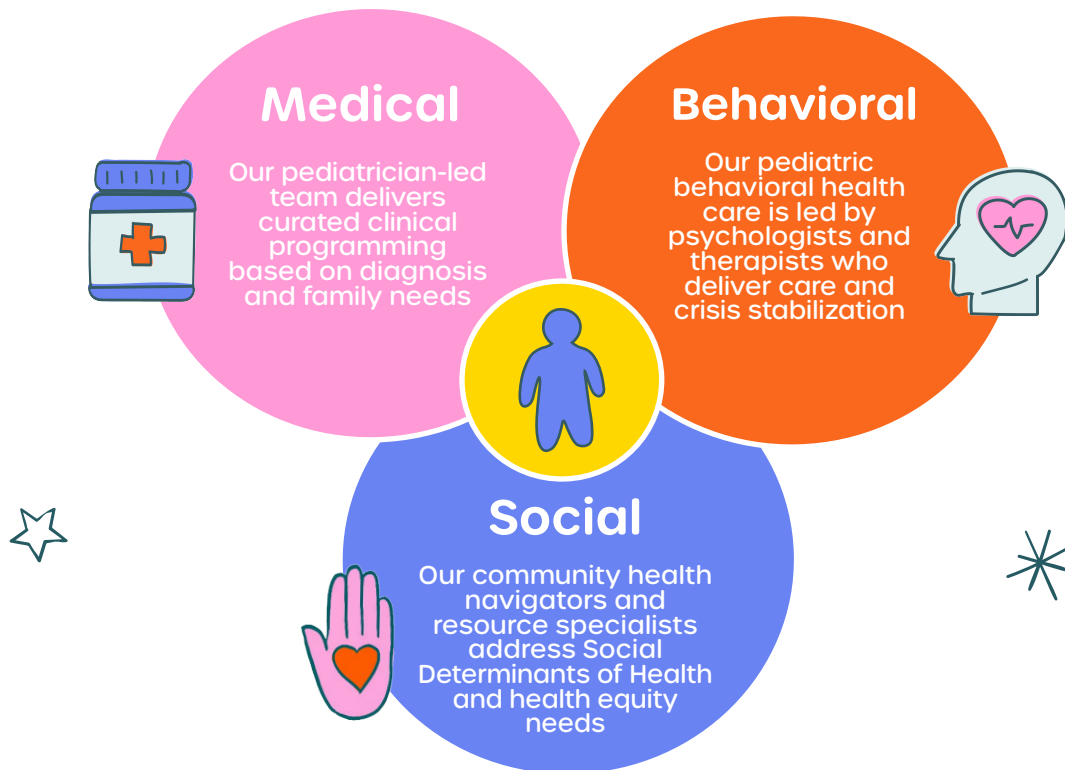 Medical
Our pediatrician-led
team delivers
curated clinical
programming
based on diagnosis
and family needs
Behavioral
Our pediatric
behavioral health
care is led by
psychologists and
therapists who
deliver care and
crisis stabilization
Social
Our community health
navigators and
resource specialists
address Social
Determinants of Health
and health equity
needs